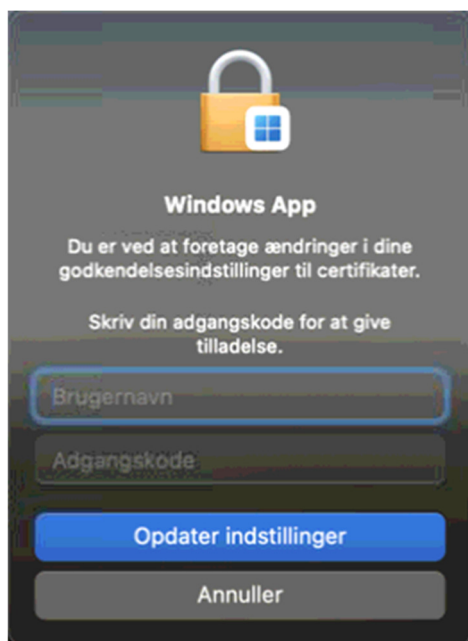 Windows App
Du er ved at foretage ændringer i dine
godkendelsesindstillinger til certifikater.
Skriv din adgangskode for at give
tilladelse.
Brugernavn
Adgangskode
Opdater indstillinger
Annuller